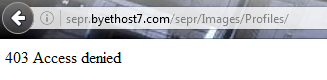 sepr.byethost7.com/sepr/Images/Profiles/
403 Access denied